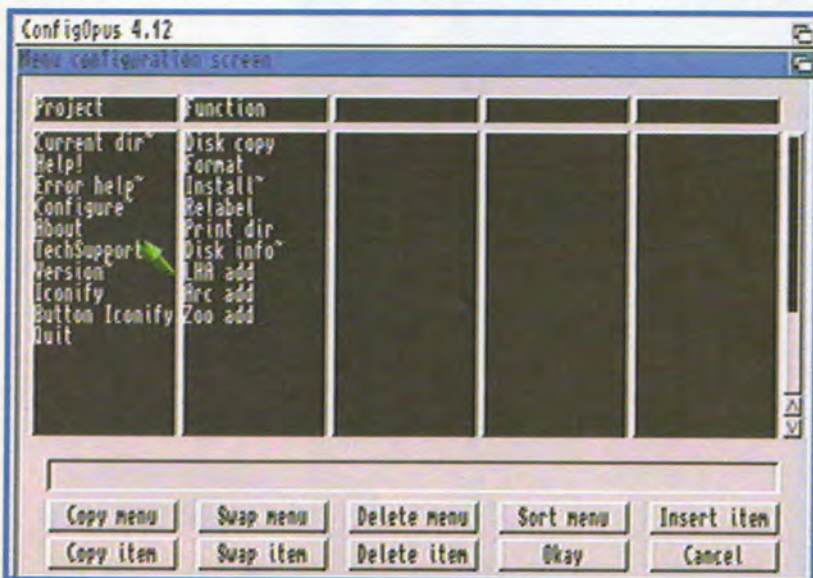 ConfigOpus 4.12
Menu configuration screen
Project Function
Current dir~ Disk copy
Help! Format
Error help~ Install~
Configure~ Relabel
About Print dir
TechSupport~ Disk info~
Version~ LHA add
Iconify Arc add
Button Iconify Zoo add
Quit
Copy menu Swap menu Delete menu Sort menu Insert item
Copy item Swap item Delete item Okay Cancel